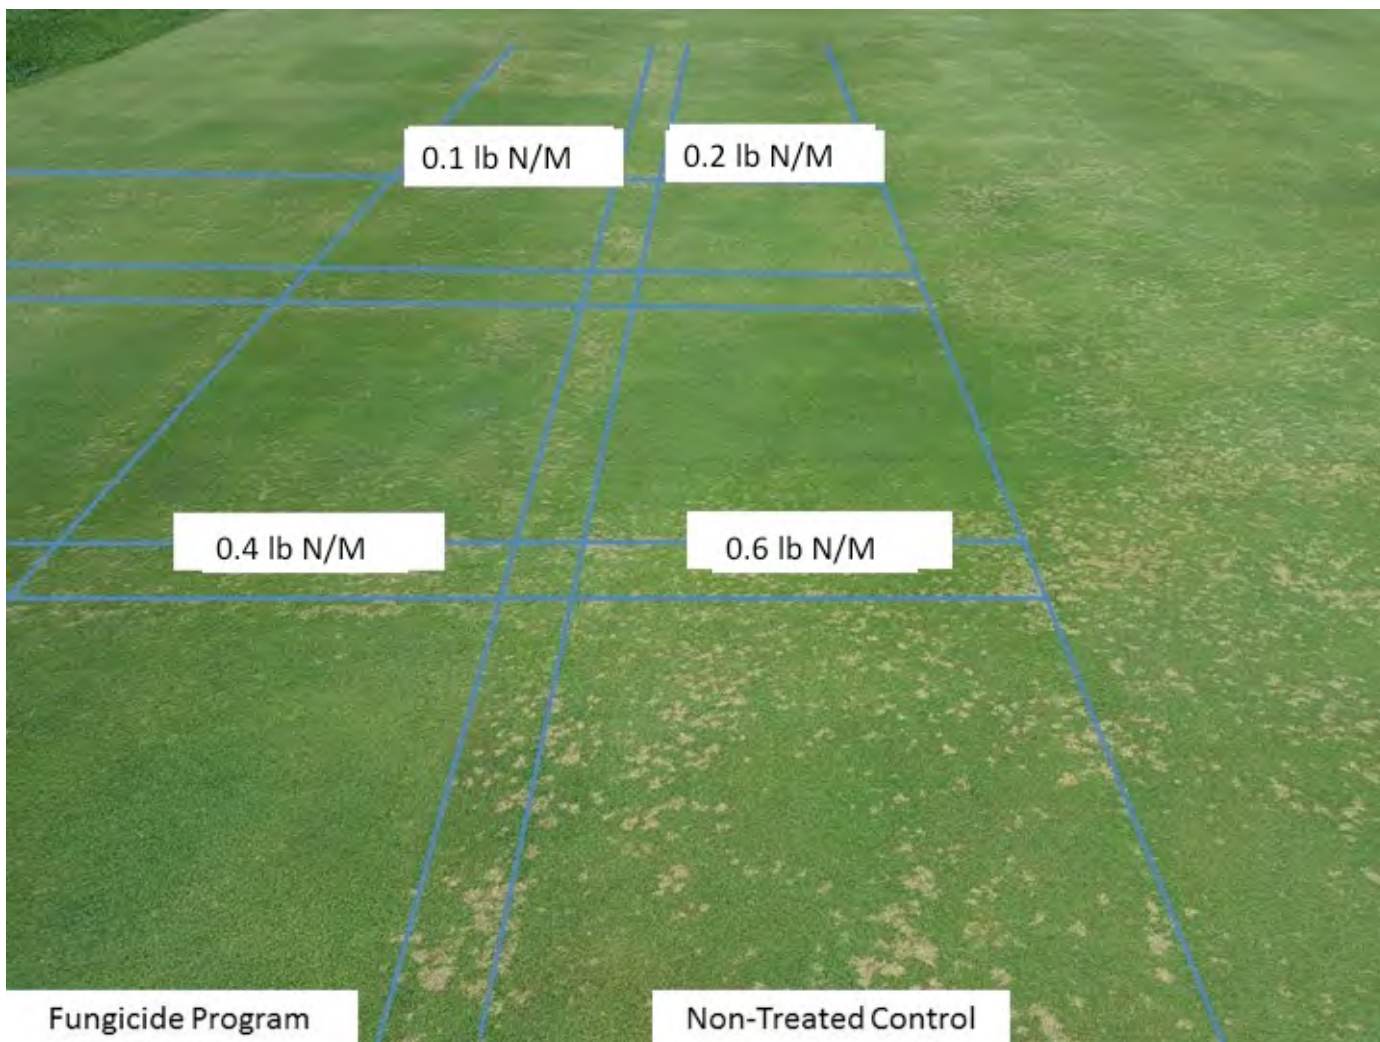 0.1 lb N/M
0.2 lb N/M
0.4 lb N/M
0.6 lb N/M
Fungicide Program
Non-Treated Control